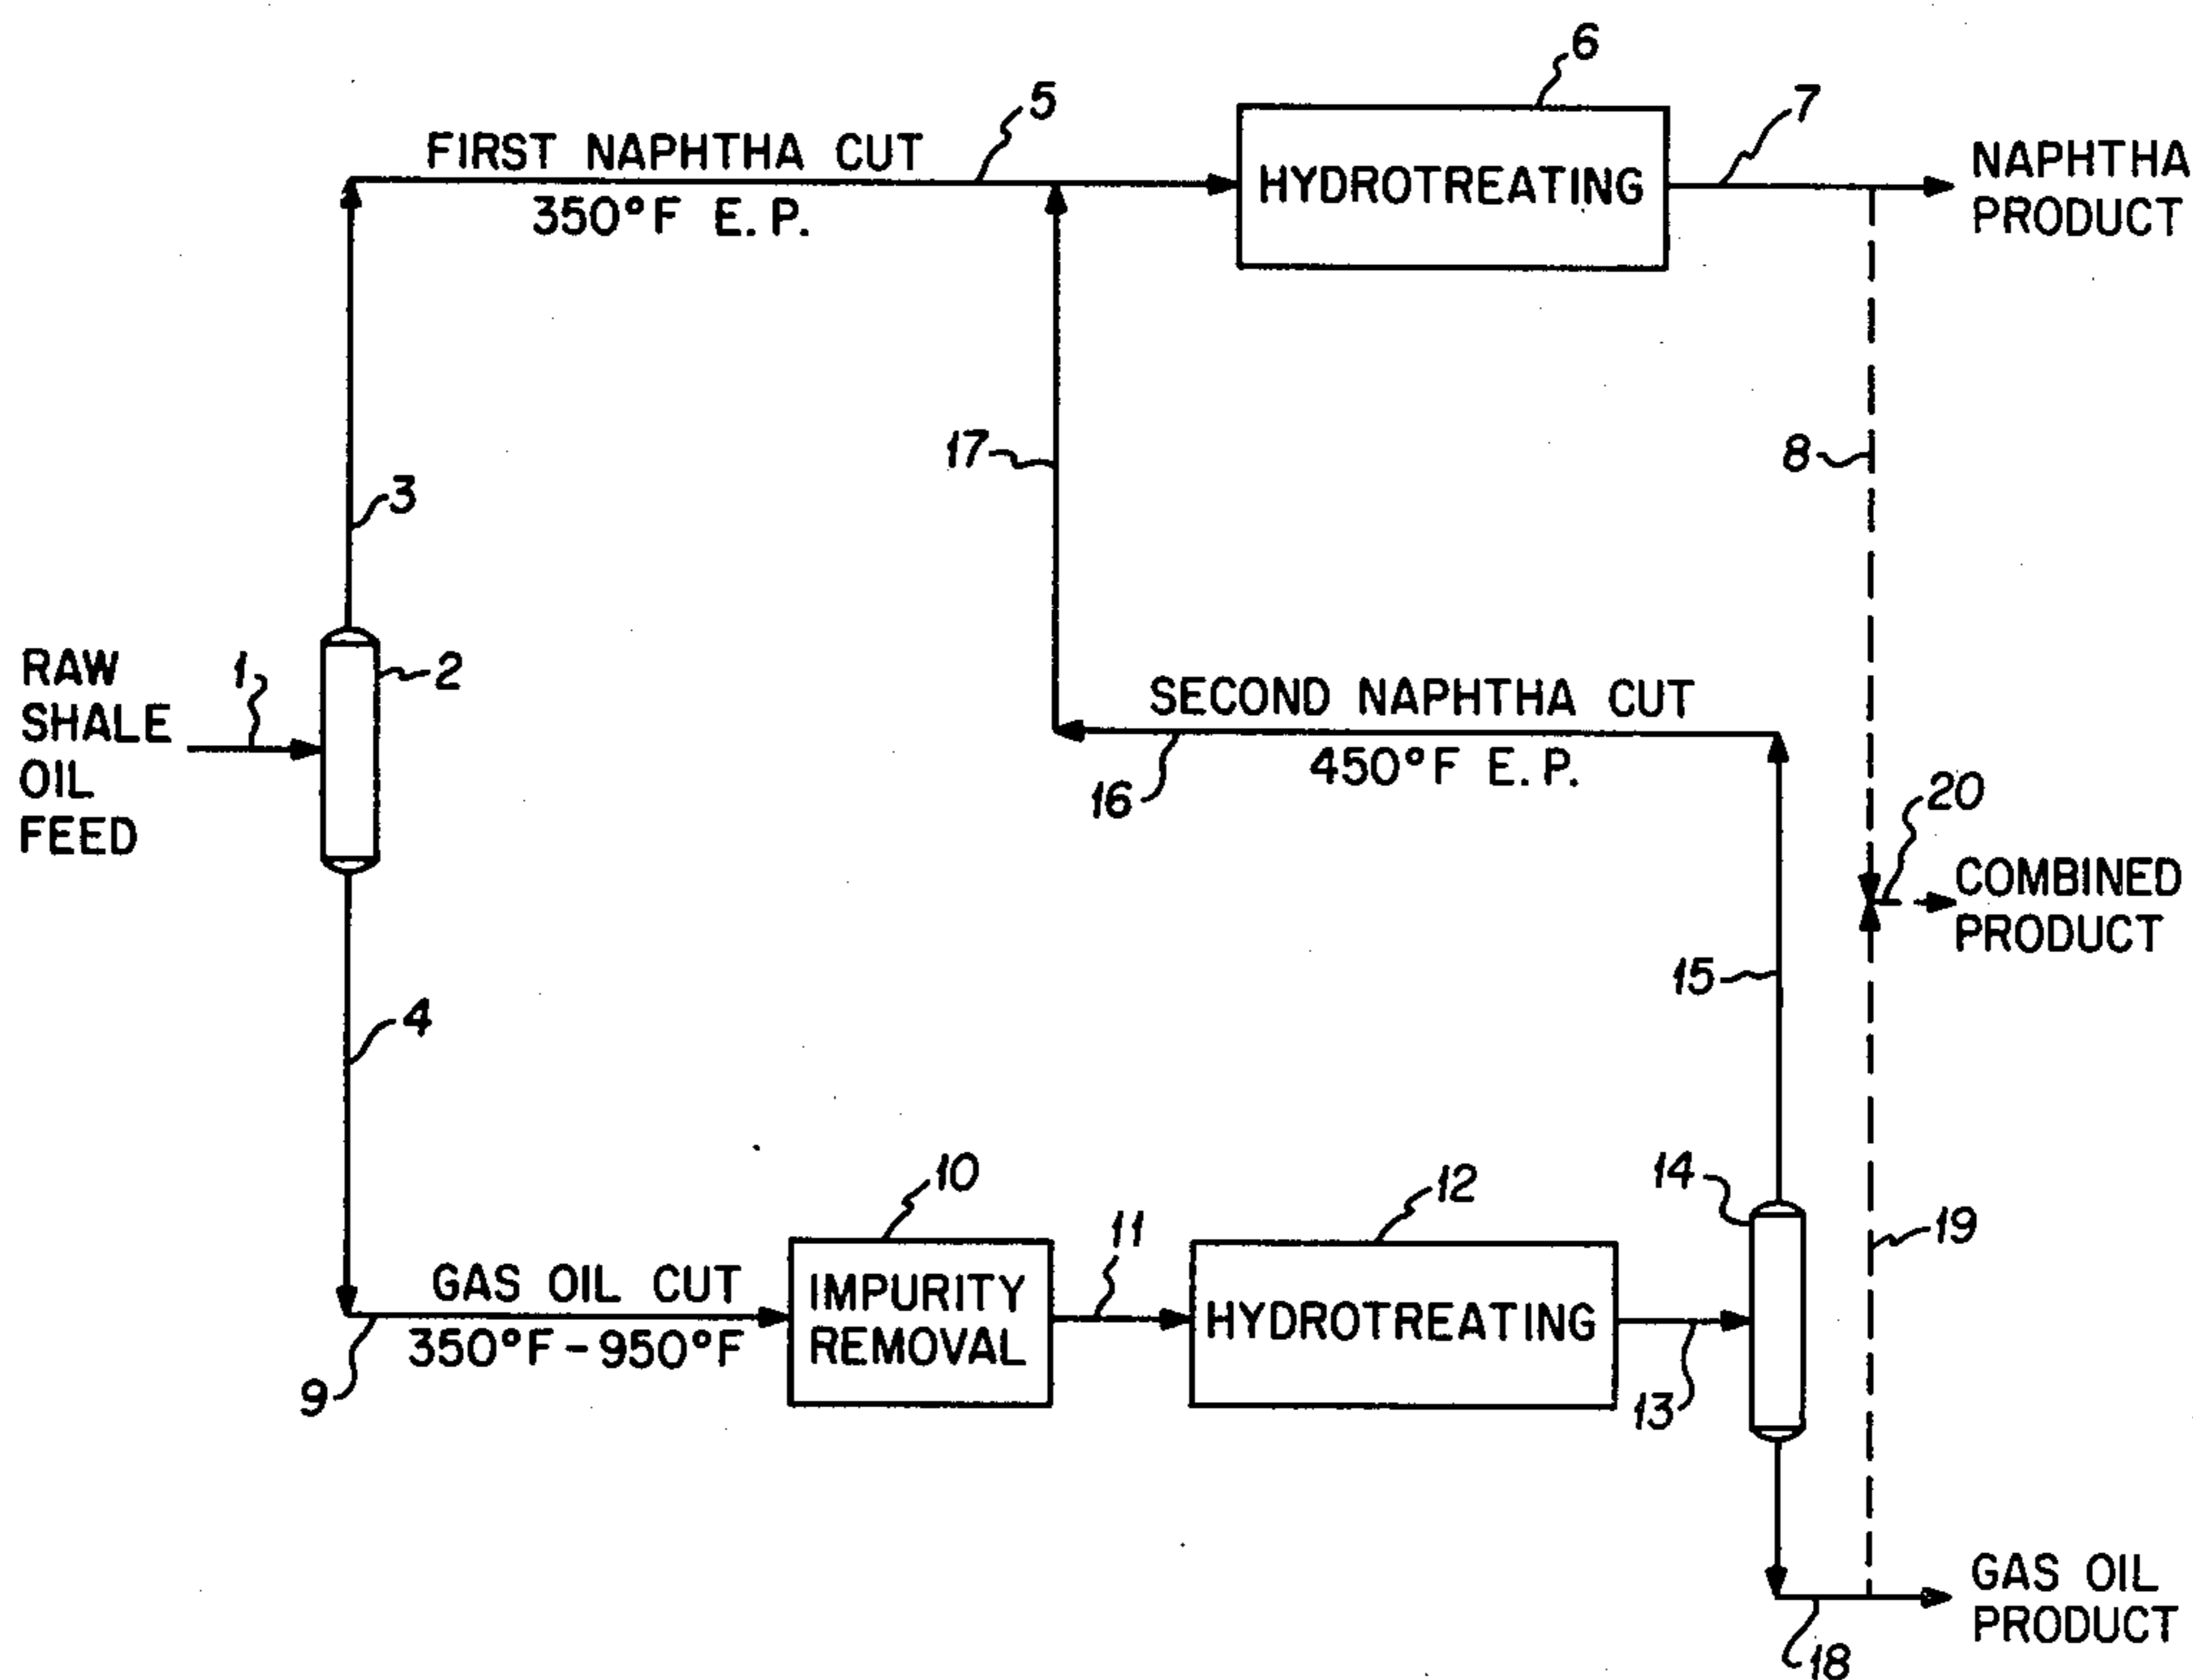 6
5
7
FIRST NAPHTHA CUT
350°F E.P.
HYDROTREATING
NAPHTHA
PRODUCT
3
17
8
RAW
SHALE
OIL
FEED
1
2
SECOND NAPHTHA CUT
450°F E.P.
16
20
COMBINED
PRODUCT
15
4
10
12
14
11
19
GAS OIL CUT
350°F-950°F
9
IMPURITY
REMOVAL
HYDROTREATING
13
GAS OIL
PRODUCT
18